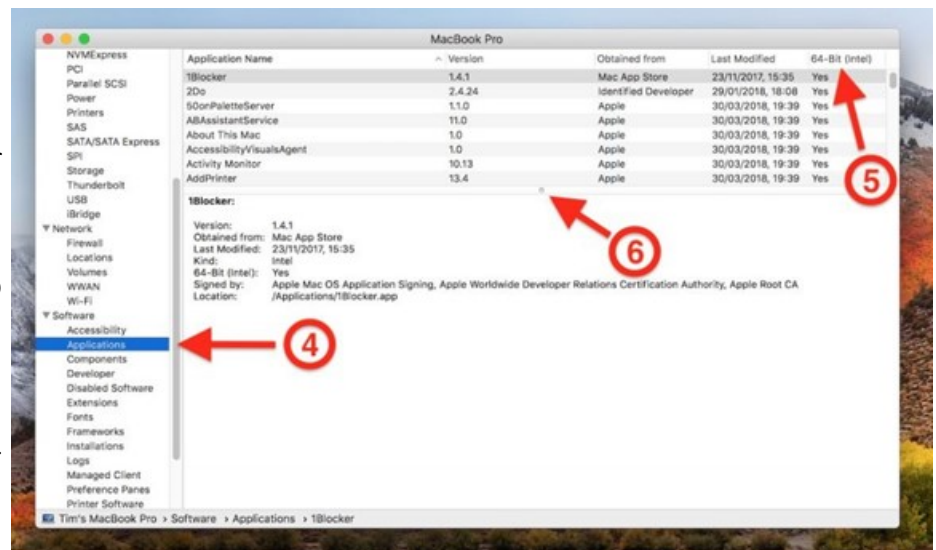 MacBook Pro
NVMExpress
PCI
Parallel SCSI
Power
Printers
SAS
SATA/SATA Express
SPI
Storage
Thunderbolt
USB
iBridge
Network
Firewall
Locations
Volumes
WWAN
Wi-Fi
Software
Accessibility
Applications
Components
Developer
Disabled Software
Extensions
Fonts
Frameworks
Installations
Logs
Managed Client
Preference Panes
Printer Software
Application Name Version Obtained from Last Modified 64-Bit (Intel)
1Blocker 1.4.1 Mac App Store 23/11/2017, 15:35 Yes
2Do 2.4.24 Identified Developer 29/01/2018, 18:08 Yes
50onPaletteServer 1.1.0 Apple 30/03/2018, 19:39 Yes
ABAssistantService 11.0 Apple 30/03/2018, 19:39 Yes
About This Mac 1.0 Apple 30/03/2018, 19:39 Yes
AccessibilityVisualsAgent 1.0 Apple 30/03/2018, 19:39 Yes
Activity Monitor 10.13 Apple 30/03/2018, 19:39 Yes
AddPrinter 13.4 Apple 30/03/2018, 19:39 Yes
5
1Blocker:
6
Version: 1.4.1
Obtained from: Mac App Store
Last Modified: 23/11/2017, 15:35
Kind: Intel
64-Bit (Intel): Yes
Signed by: Apple Mac OS Application Signing, Apple Worldwide Developer Relations Certification Authority, Apple Root CA
Location: /Applications/1Blocker.app
4
Tim's MacBook Pro › Software › Applications › 1Blocker